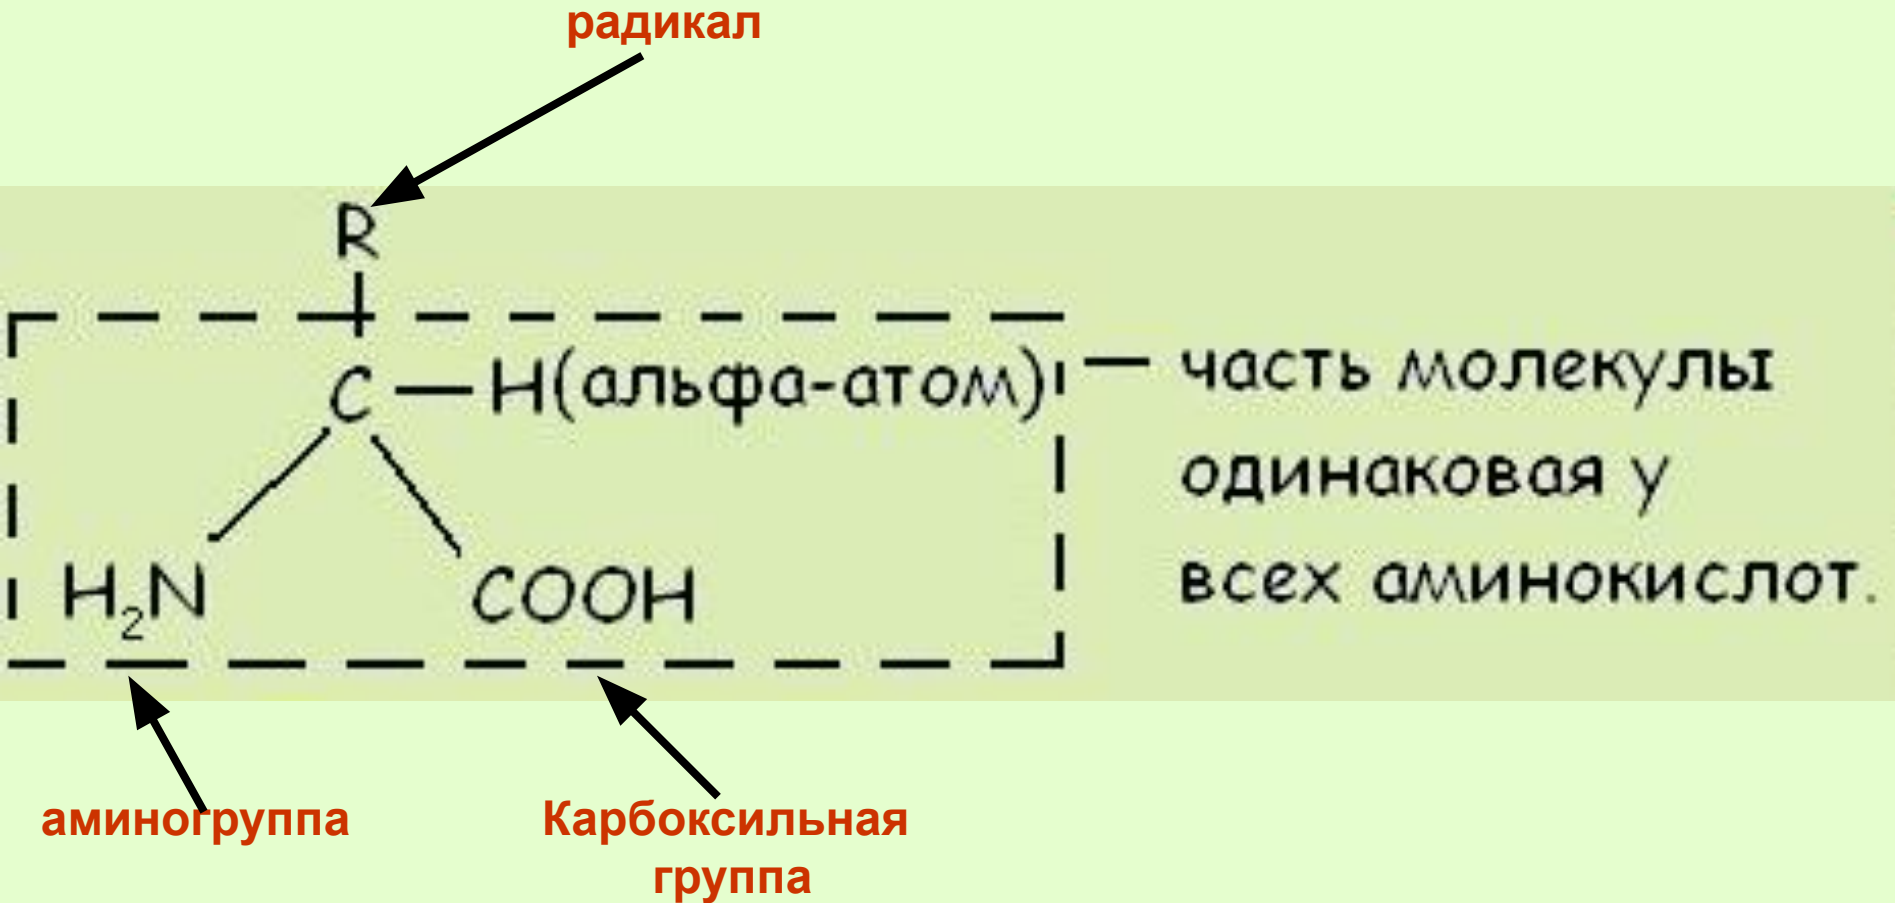 радикал
R
C — H(альфа-атом) — часть молекулы
одинаковая у
H₂N COOH всех аминокислот.
аминогруппа Карбоксильная
группа